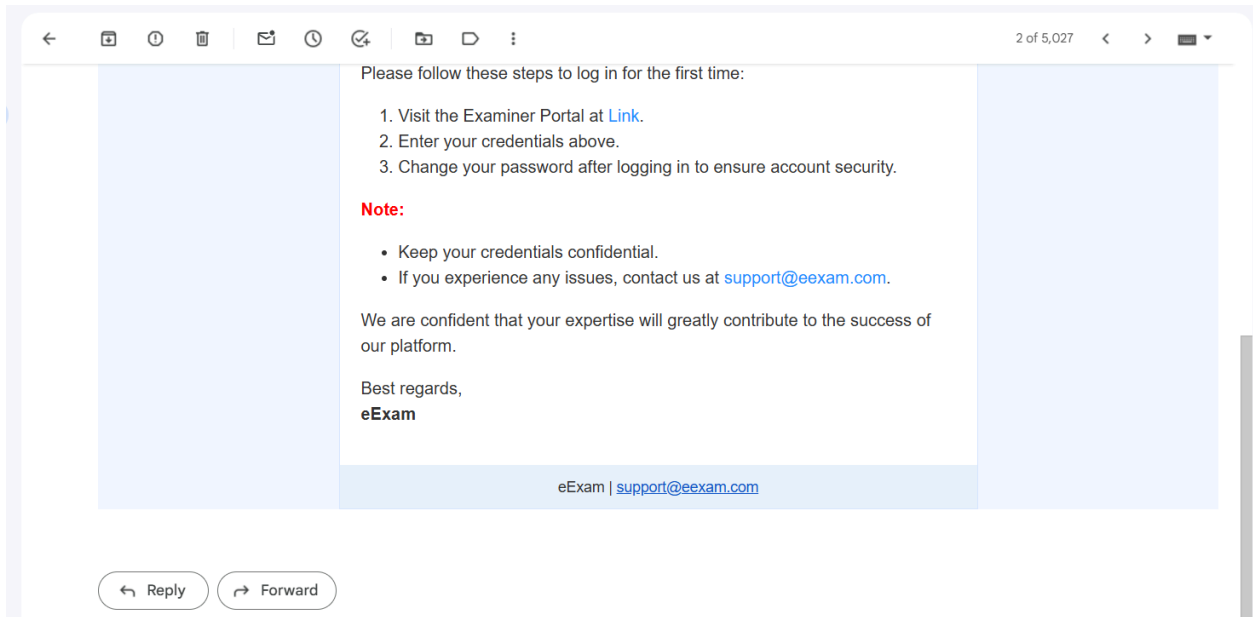 2 of 5,027
Please follow these steps to log in for the first time:
1. Visit the Examiner Portal at Link.
2. Enter your credentials above.
3. Change your password after logging in to ensure account security.
Note:
• Keep your credentials confidential.
• If you experience any issues, contact us at support@eexam.com.
We are confident that your expertise will greatly contribute to the success of
our platform.
Best regards,
eExam
eExam | support@eexam.com
Reply
Forward